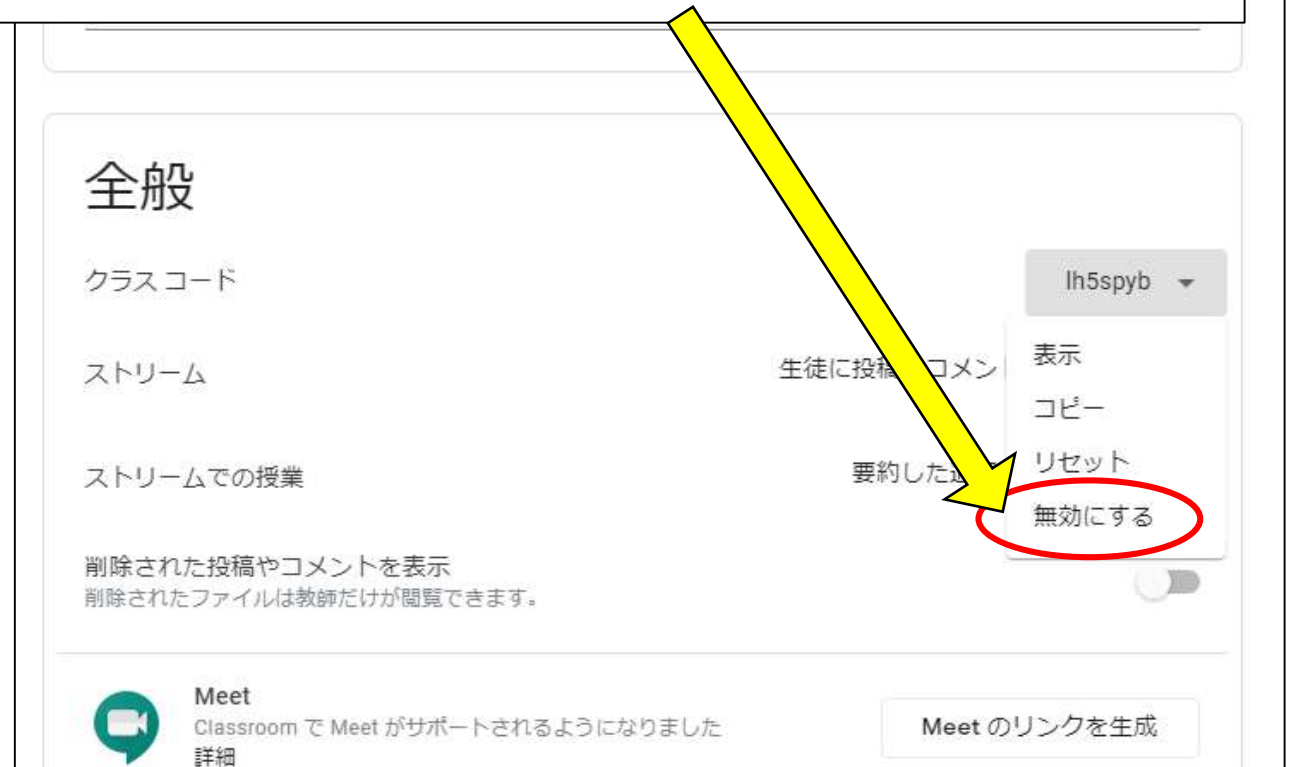 全般
クラス コード
lh5spyb
表示
ストリーム
生徒に投稿 コメン
コピー
リセット
ストリームでの授業
要約した
無効にする
削除された投稿やコメントを表示
削除されたファイルは教師だけが閲覧できます。
Meet
Classroom で Meet がサポートされるようになりました
詳細
Meet のリンクを生成